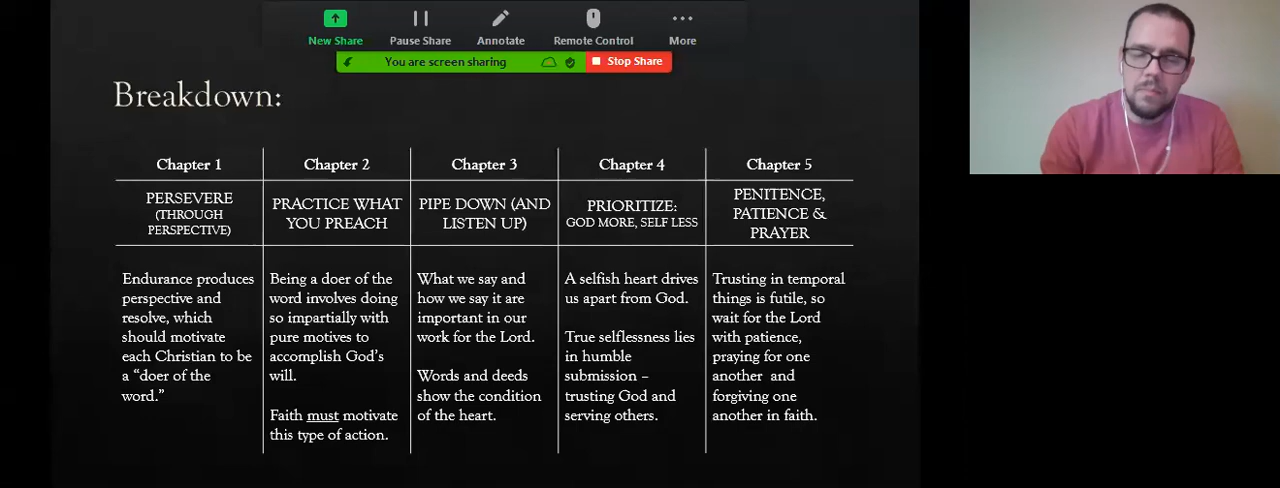 New Share
Pause Share
Annotate
Remote Control
More
You are screen sharing
Stop Share
Breakdown:
Chapter 1
Chapter 2
Chapter 3
Chapter 4
Chapter 5
PERSEVERE
(THROUGH
PERSPECTIVE)
PRACTICE WHAT
YOU PREACH
PIPE DOWN (AND
LISTEN UP)
PRIORITIZE:
GOD MORE, SELF LESS
PENITENCE,
PATIENCE &
PRAYER
Endurance produces
perspective and
resolve, which
should motivate
each Christian to be
a “doer of the
word.”
Being a doer of the
word involves doing
so impartially with
pure motives to
accomplish God’s
will.
Faith must motivate
this type of action.
What we say and
how we say it are
important in our
work for the Lord.
Words and deeds
show the condition
of the heart.
A selfish heart drives
us apart from God.
True selflessness lies
in humble
submission –
trusting God and
serving others.
Trusting in temporal
things is futile, so
wait for the Lord
with patience,
praying for one
another and
forgiving one
another in faith.